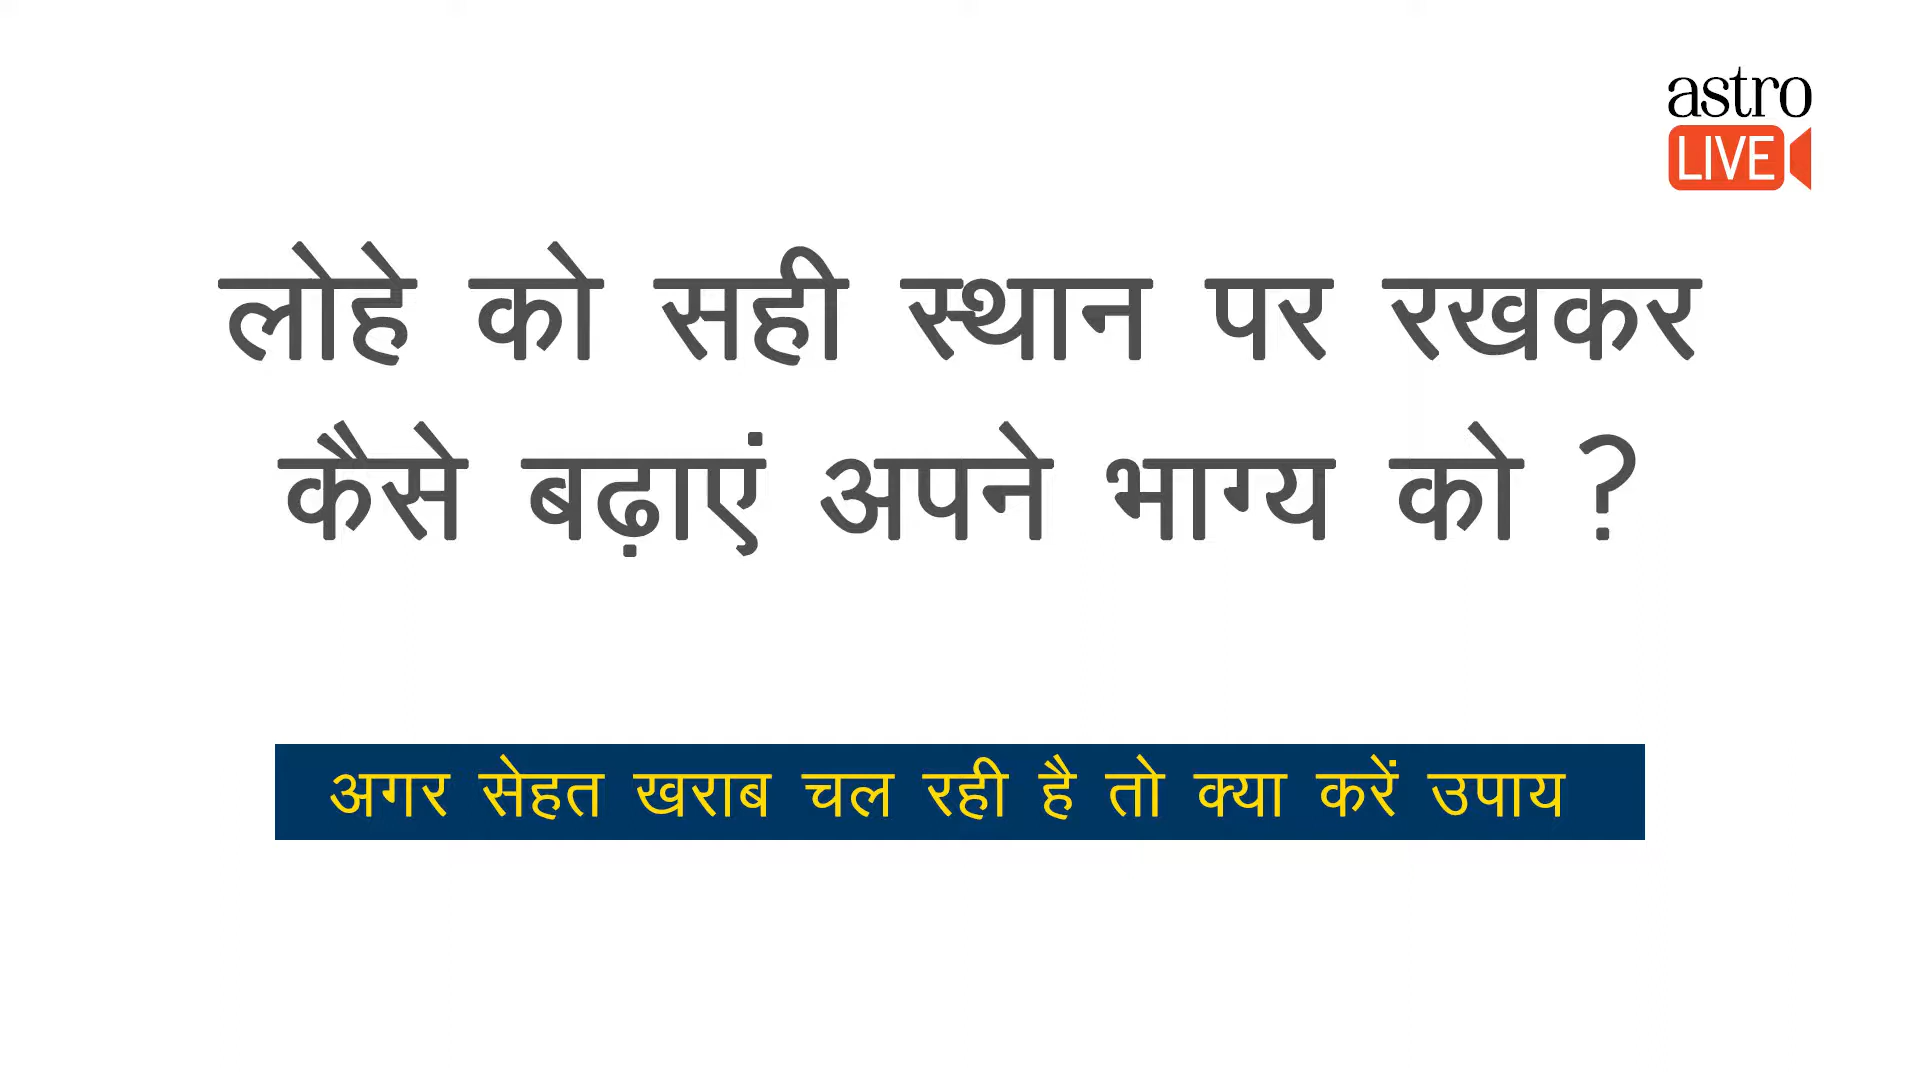 astro
LIVE
लोहे को सही स्थान पर रखकर
कैसे बढ़ाएं अपने भाग्य को ?
अगर सेहत खराब चल रही है तो क्या करें उपाय